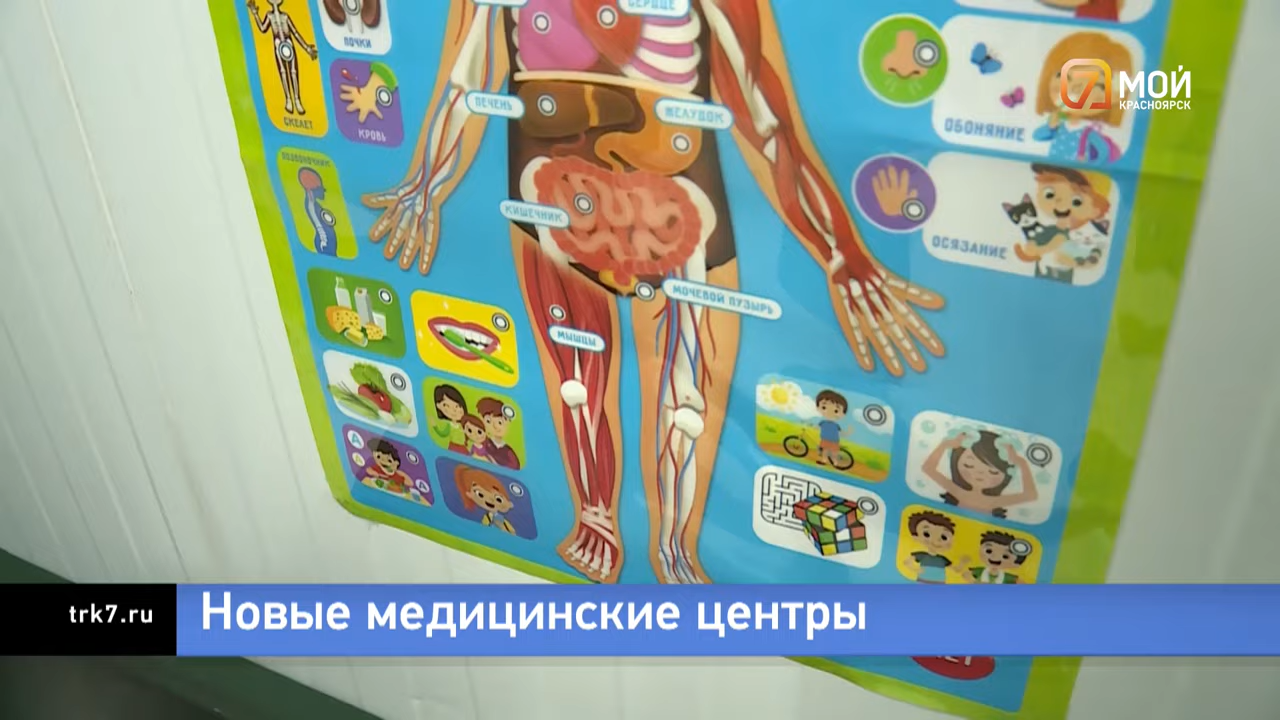 СЕРДЦЕ
ПОЧКИ
МОЙ
КРАСНОЯРСК
ПЕЧЕНЬ
ЖЕЛУДОК
СКЕЛЕТ
КРОВЬ
ОБОНЯНИЕ
ПОЗВОНОЧНИК
КИШЕЧНИК
ОСЯЗАНИЕ
МОЧЕВОЙ ПУЗЫРЬ
МЫШЦЫ
А
А
trk7.ru
Новые медицинские центры